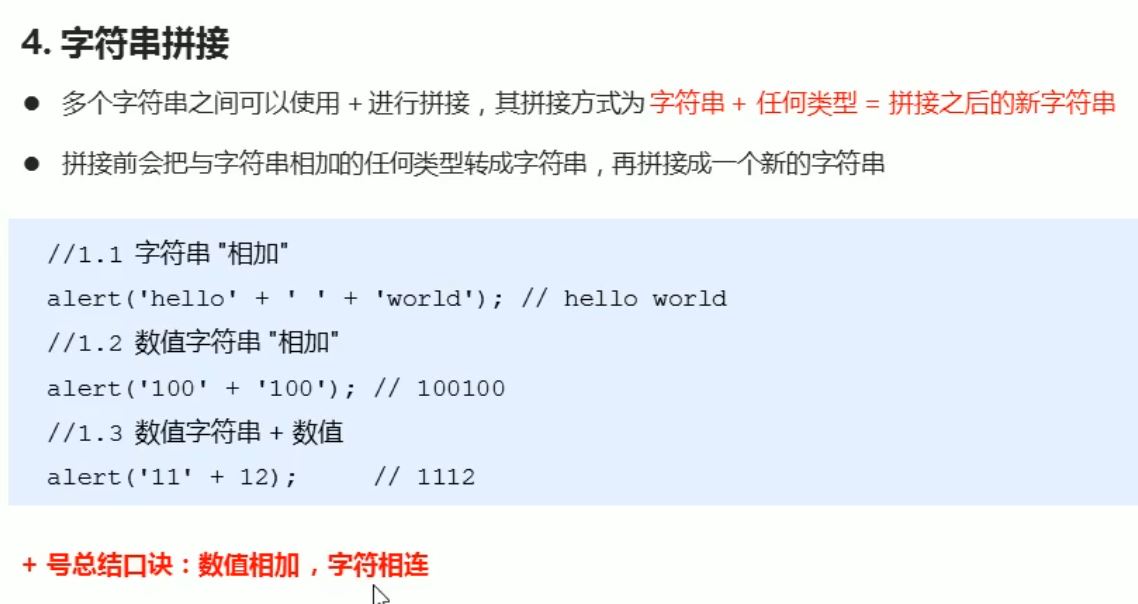 4. 字符串拼接
● 多个字符串之间可以使用 + 进行拼接，其拼接方式为 字符串 + 任何类型 = 拼接之后的新字符串
● 拼接前会把与字符串相加的任何类型转成字符串，再拼接成一个新的字符串
//1.1 字符串 "相加"
alert('hello' + ' ' + 'world'); // hello world
//1.2 数值字符串 "相加"
alert('100' + '100'); // 100100
//1.3 数值字符串 + 数值
alert('11' + 12);     // 1112
+ 号总结口诀：数值相加，字符相连